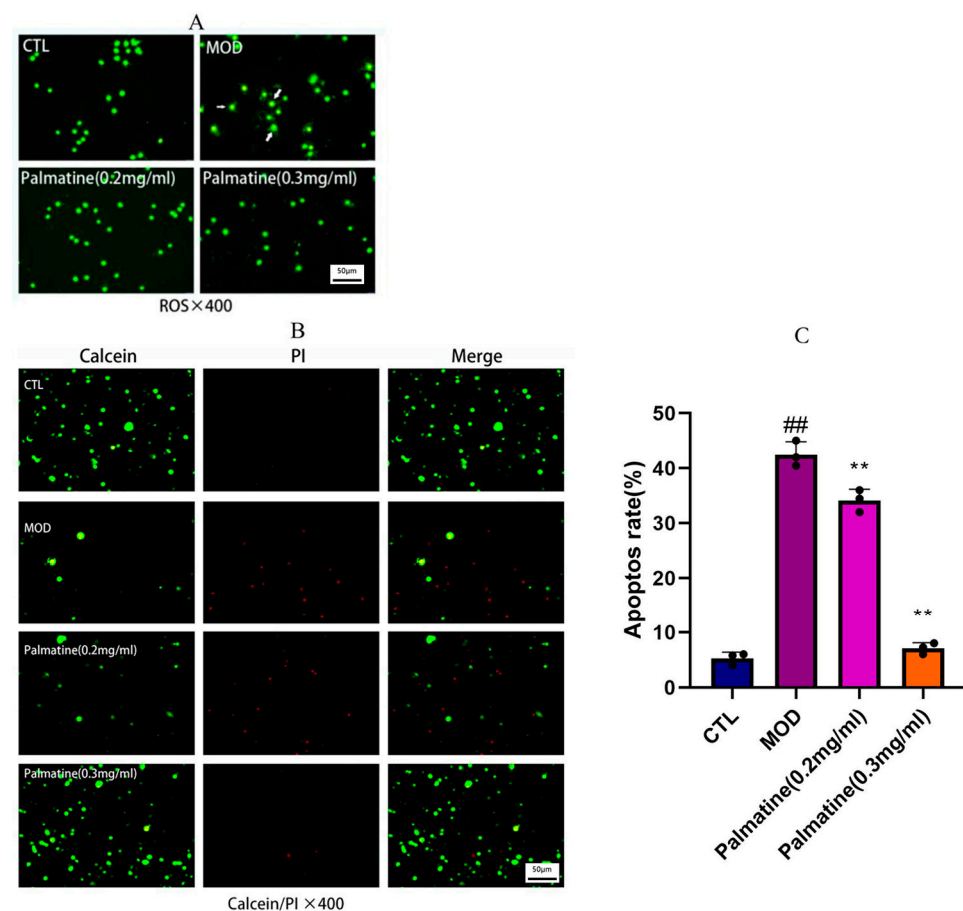 A
CTL
MOD
Palmatine(0.2mg/ml)
Palmatine(0.3mg/ml)
50μm
ROS×400
B
Calcein
PI
Merge
CTL
MOD
Palmatine(0.2mg/ml)
Palmatine(0.3mg/ml)
50μm
Calcein/PI ×400
C
Apoptos rate(%)
50
40
30
20
10
0
##
**
**
CTL
MOD
Palmatine(0.2mg/ml)
Palmatine(0.3mg/ml)